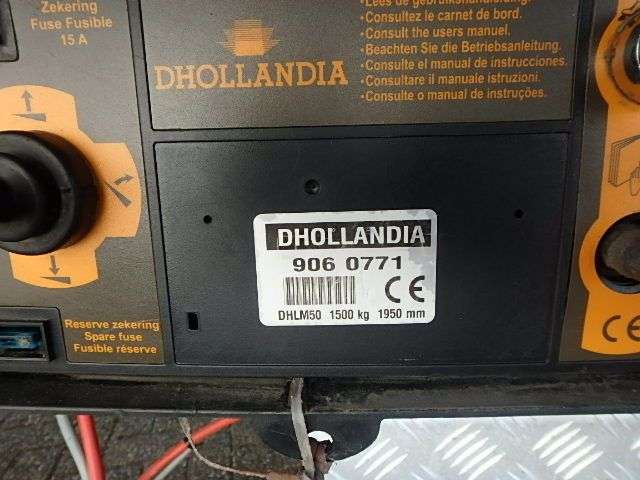 Zekering
Fuse Fusible
15 A
DHOLLANDIA
•Lees de gebruikshandleiding.
•Consultez le carnet de bord.
•Consult the users manuel.
•Beachten Sie die Betriebsanleitung.
•Consulte el manual de instrucciones.
•Consultare il manuale istruzioni.
•Consulte o manual de instruções.
DHOLLANDIA
906 0771
CE
DHLM50 1500 kg 1950 mm
Reserve zekering
Spare fuse
Fusible réserve
CE